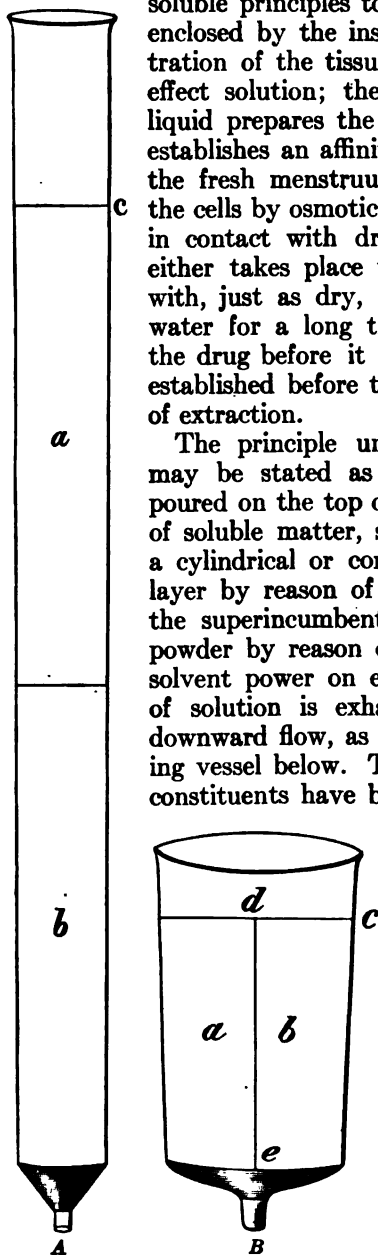 soluble principles to
enclosed by the ins
tration of the tissu
effect solution; the
liquid prepares the
establishes an affini
the fresh menstruu
c the cells by osmotic
in contact with dr
either takes place
with, just as dry,
water for a long t
the drug before it
established before t
of extraction.
a
The principle un
may be stated as
poured on the top o
of soluble matter, s
a cylindrical or con
layer by reason of
the superincumbent
powder by reason o
solvent power on e
of solution is exha
downward flow, as
ing vessel below. T
constituents have b
b
d
c
a b
e
A B